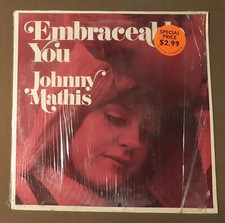 Embraceable
You
Johnny
Mathis
SPECIAL
PRICE
$2.99